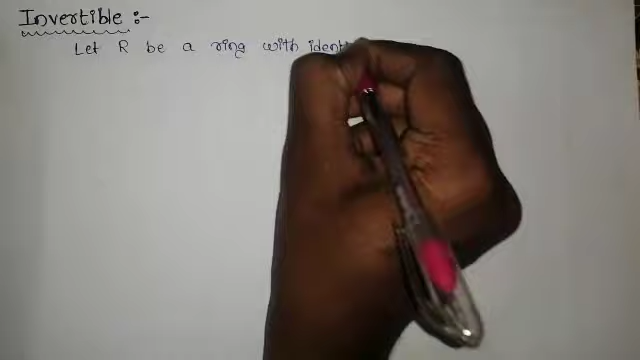 Invertible :-
Let R be a ring with ident